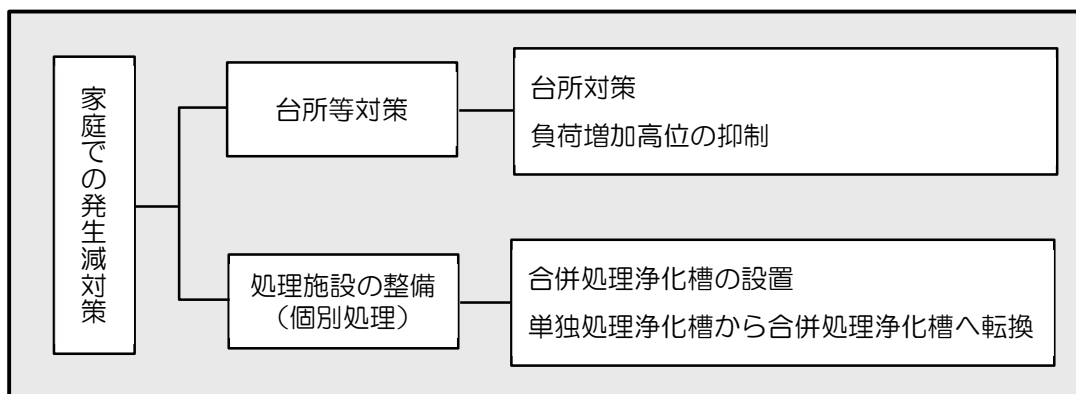 家庭での発生減対策
台所等対策
台所対策
負荷増加高位の抑制
処理施設の整備
（個別処理）
合併処理浄化槽の設置
単独処理浄化槽から合併処理浄化槽へ転換